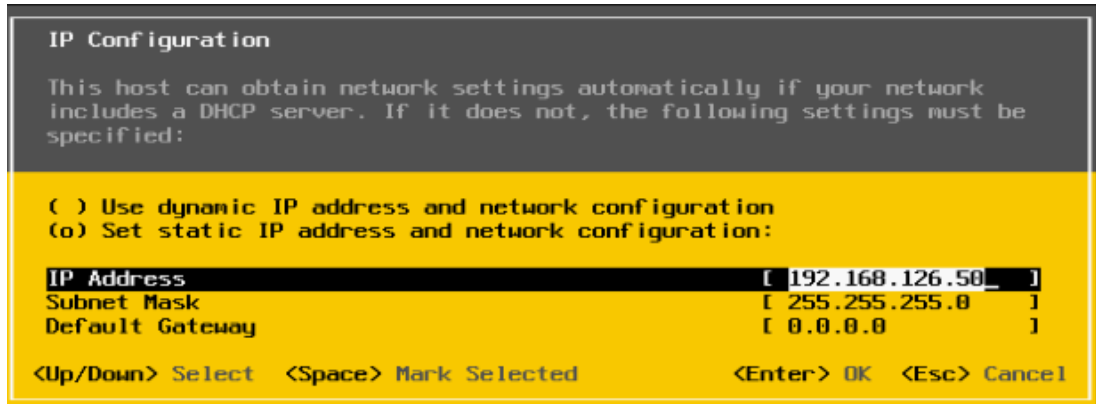 IP Configuration
This host can obtain network settings automatically if your network
includes a DHCP server. If it does not, the following settings must be
specified:
( ) Use dynamic IP address and network configuration
(o) Set static IP address and network configuration:
IP Address [ 192.168.126.50_ ]
Subnet Mask [ 255.255.255.0 ]
Default Gateway [ 0.0.0.0 ]
<Up/Down> Select <Space> Mark Selected <Enter> OK <Esc> Cancel